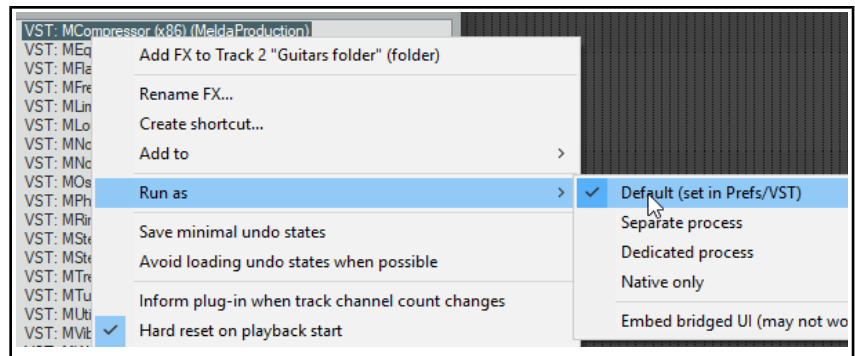 VST: MCompressor (x86) (MeldaProduction)
VST: MEq
VST: MFla
VST: MFre
VST: MLim
VST: MLo
VST: MNo
VST: MNo
VST: MOs
VST: MPh
VST: MRin
VST: MSte
VST: MSte
VST: MTre
VST: MTu
VST: MUti
VST: MVib
Add FX to Track 2 "Guitars folder" (folder)
Rename FX...
Create shortcut...
Add to
Run as
Save minimal undo states
Avoid loading undo states when possible
Inform plug-in when track channel count changes
Hard reset on playback start
Default (set in Prefs/VST)
Separate process
Dedicated process
Native only
Embed bridged UI (may not wo